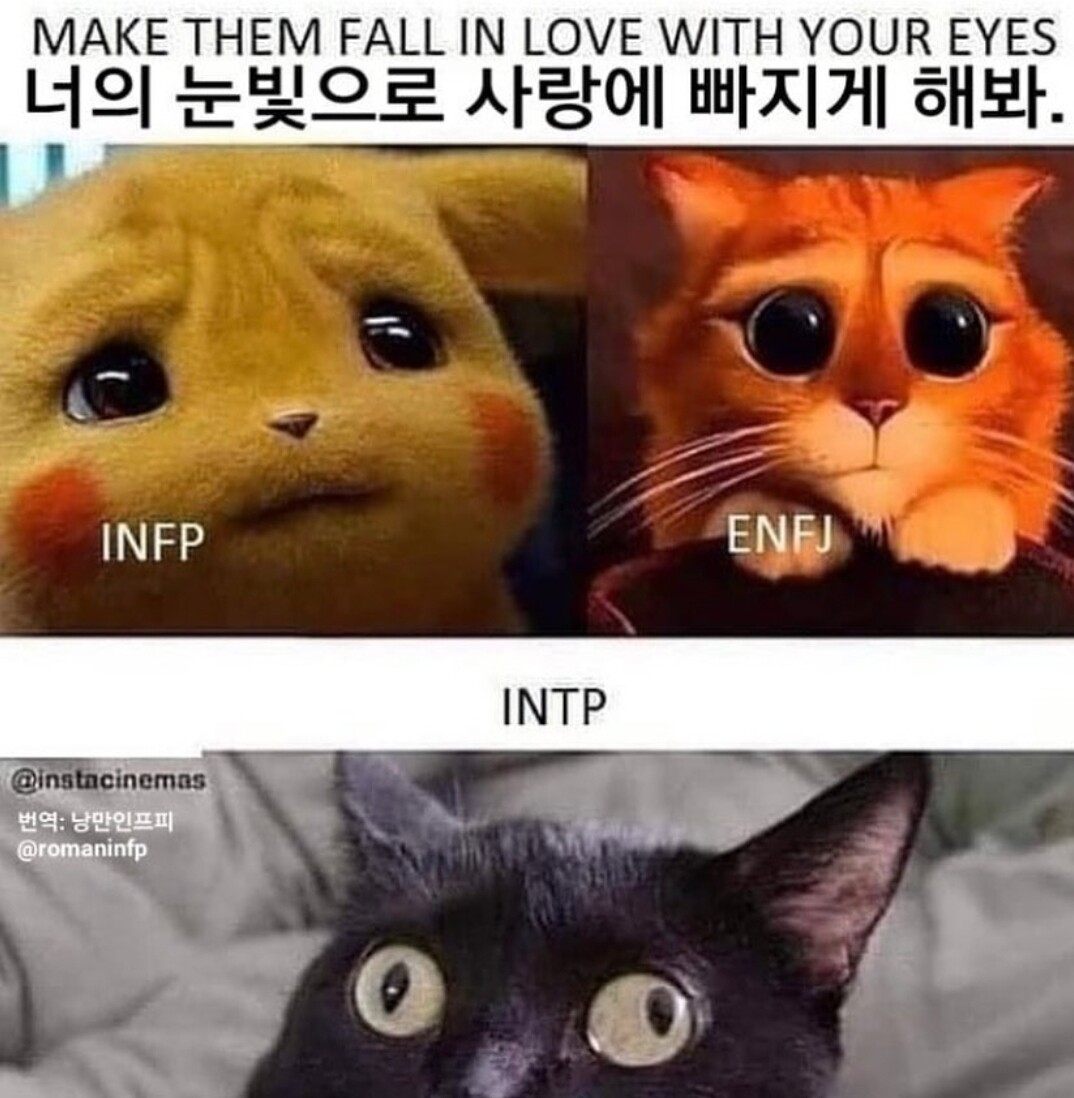 MAKE THEM FALL IN LOVE WITH YOUR EYES
너의 눈빛으로 사랑에 빠지게 해봐.
INFP
ENFJ
INTP
@instacinemas
번역: 낭만인프피
@romaninfp